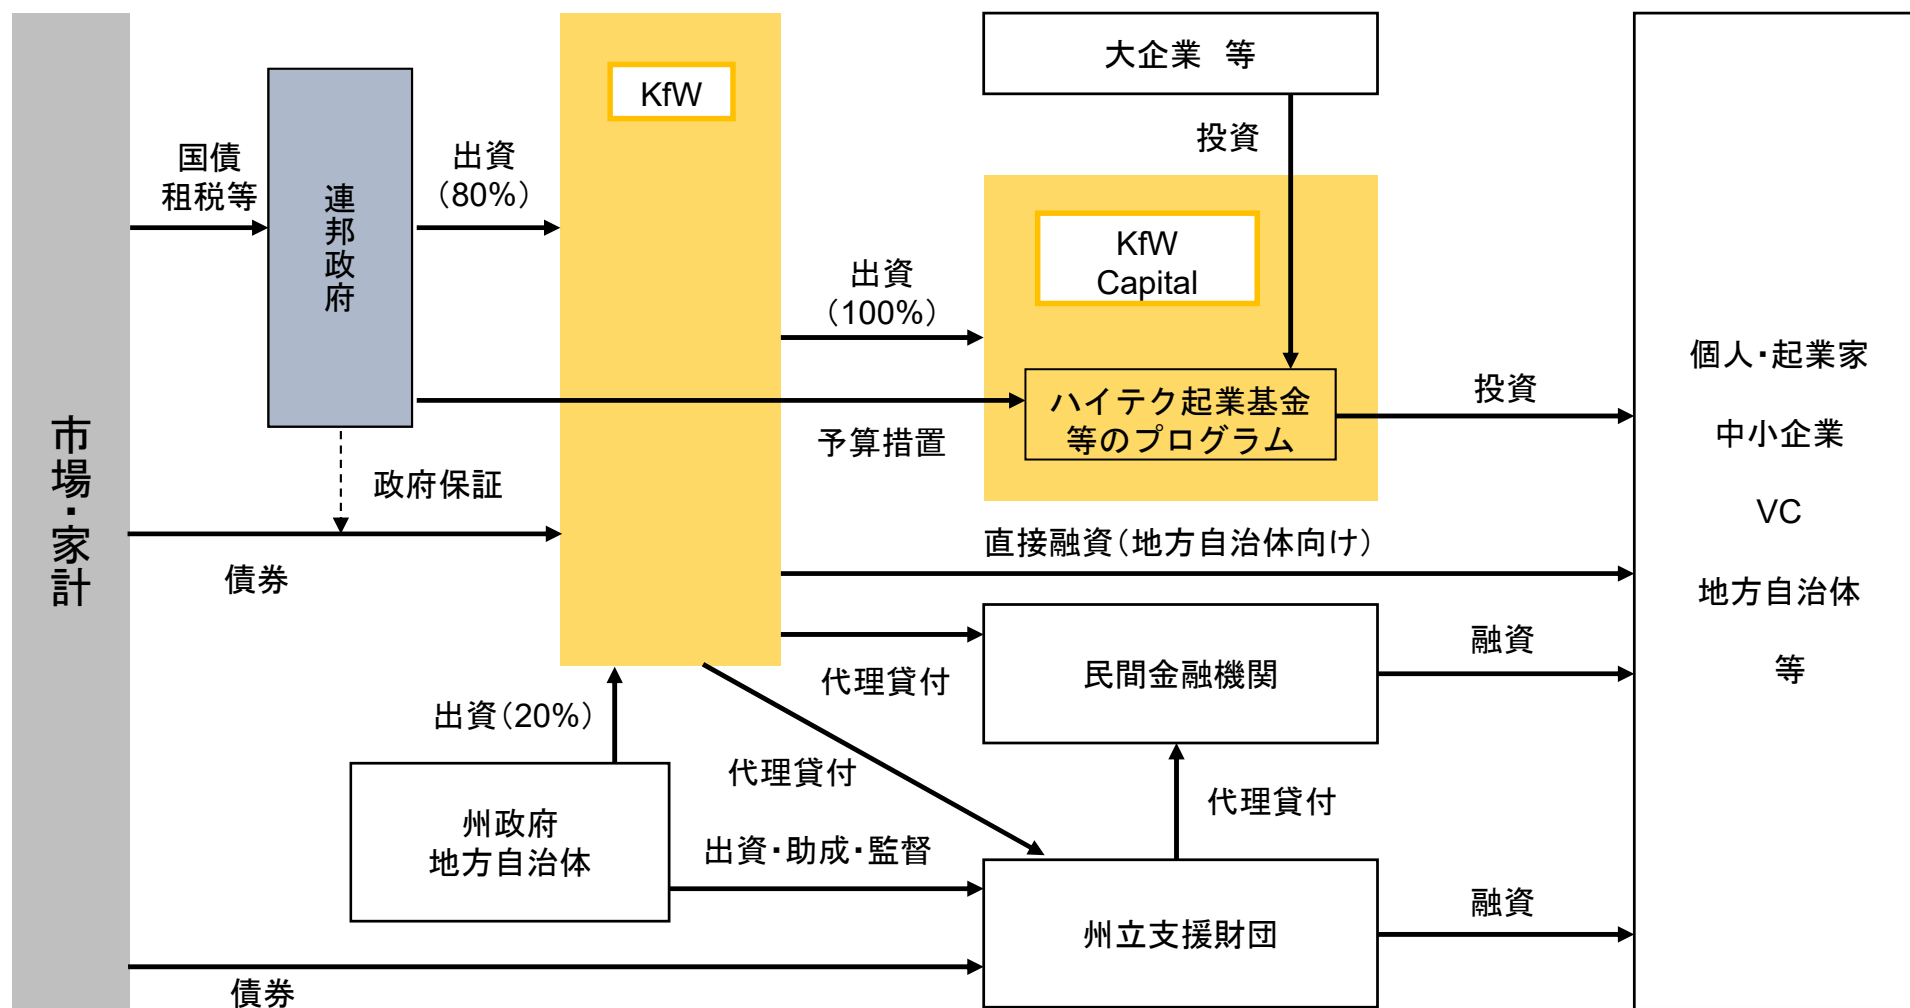 市場・家計
国債
租税等
連邦政府
出資
（80%）
KfW
大企業　等
投資
出資
（100%）
KfW
Capital
予算措置
ハイテク起業基金
等のプログラム
投資
政府保証
債券
直接融資（地方自治体向け）
代理貸付
民間金融機関
融資
出資（20%）
代理貸付
代理貸付
州政府
地方自治体
出資・助成・監督
州立支援財団
融資
債券
個人・起業家
中小企業
VC
地方自治体
等